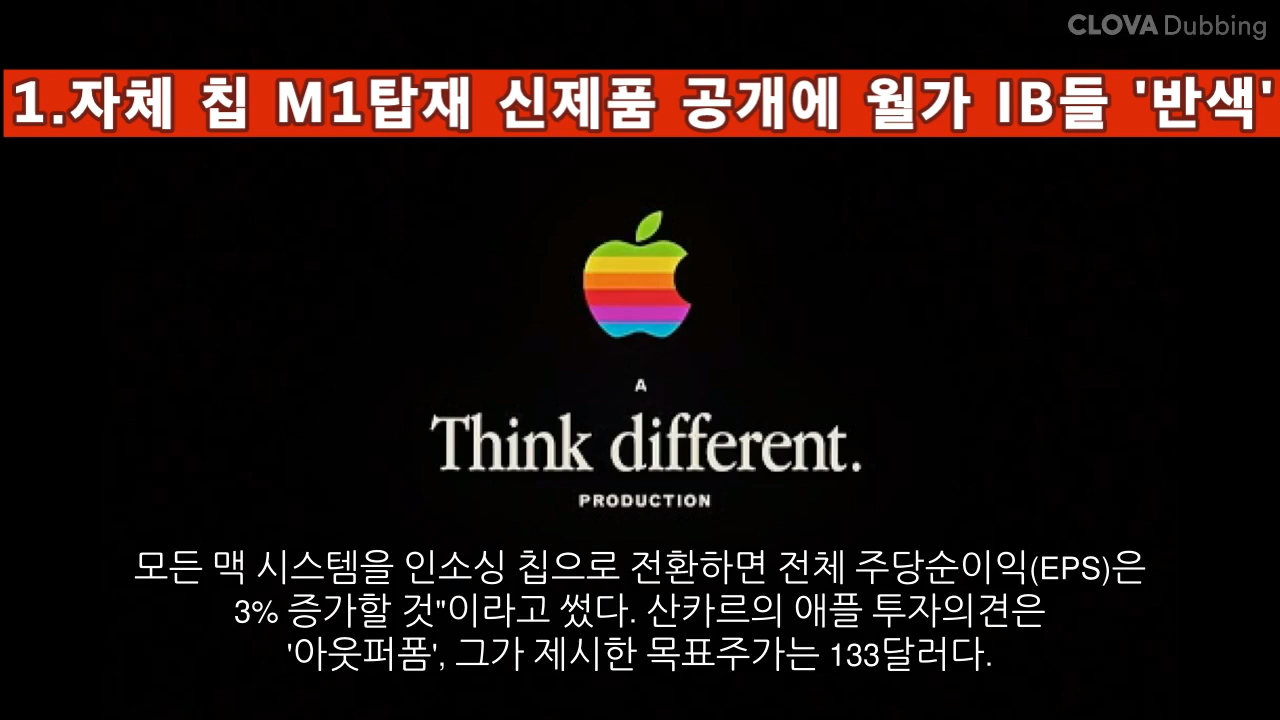 CLOVA Dubbing
1.자체 칩 M1탑재 신제품 공개에 월가 IB들 '반색'
A
Think different.
PRODUCTION
모든 맥 시스템을 인소싱 칩으로 전환하면 전체 주당순이익(EPS)은
3% 증가할 것"이라고 썼다. 산카르의 애플 투자의견은
'아웃퍼폼', 그가 제시한 목표주가는 133달러다.